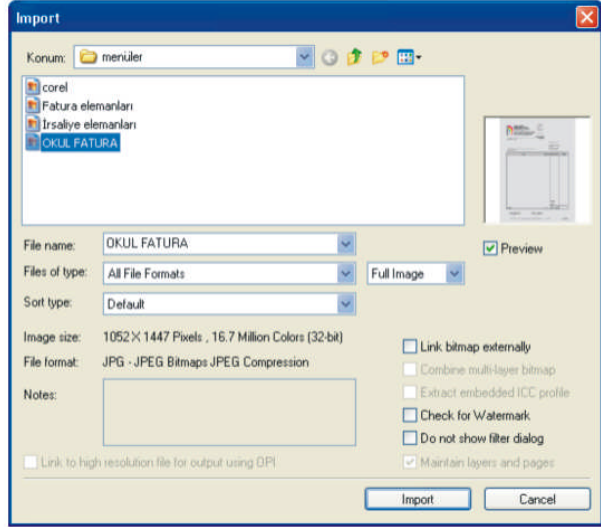 Import
Konum: menüler
corel
Fatura elemanları
İrsaliye elemanları
OKUL FATURA
File name: OKUL FATURA
Preview
Files of type: All File Formats Full Image
Sort type: Default
Image size: 1052 X 1447 Pixels , 16.7 Million Colors (32-bit)
File format: JPG - JPEG Bitmaps JPEG Compression
Notes:
Link bitmap externally
Combine multi-layer bitmap
Extract embedded ICC profile
Check for Watermark
Do not show filter dialog
Link to high resolution file for output using OPI
Maintain layers and pages
Import Cancel